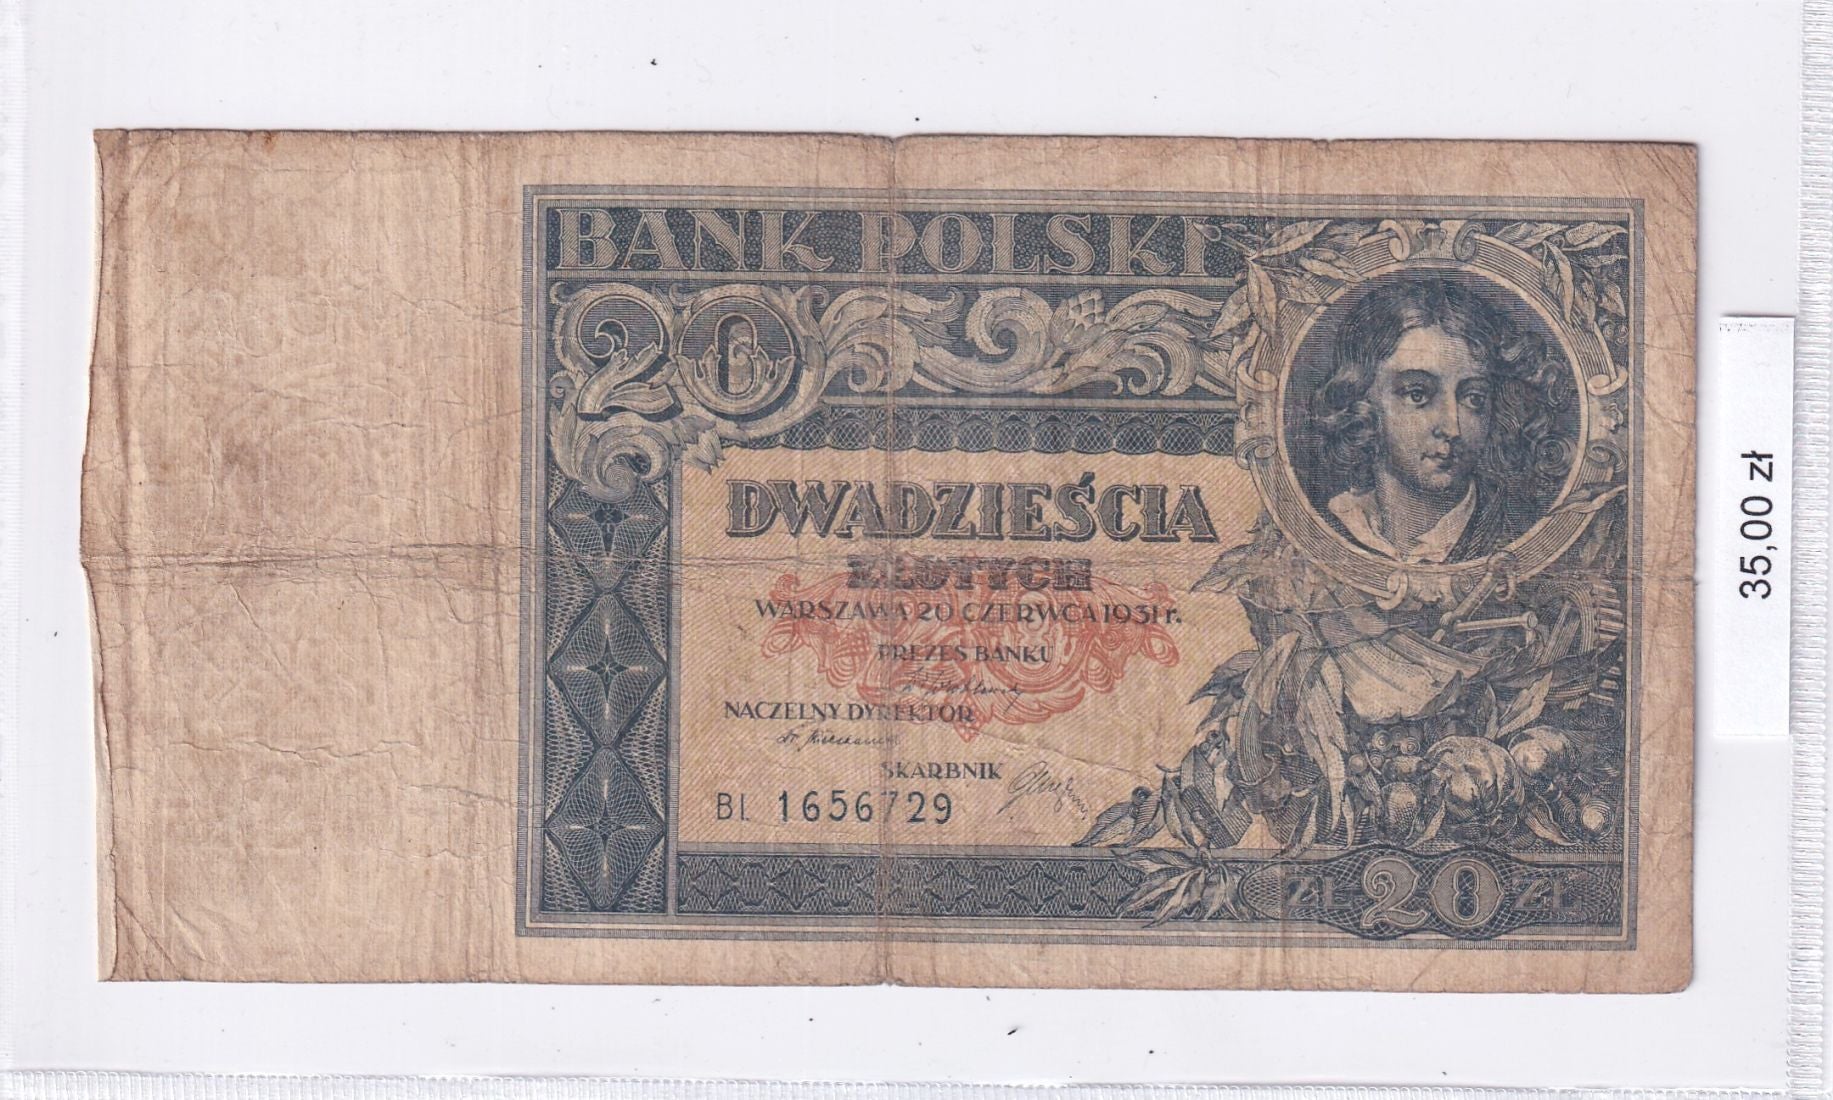 BANK POLSKI
20
DWADZIEŚCIA
ZŁOTYCH
WARSZAWA 20 CZERWCA 1931 r.
PREZES BANKU
NACZELNY DYREKTOR
SKARBNIK
BI. 1656729
ZŁ 20 ZŁ
35,00 zł